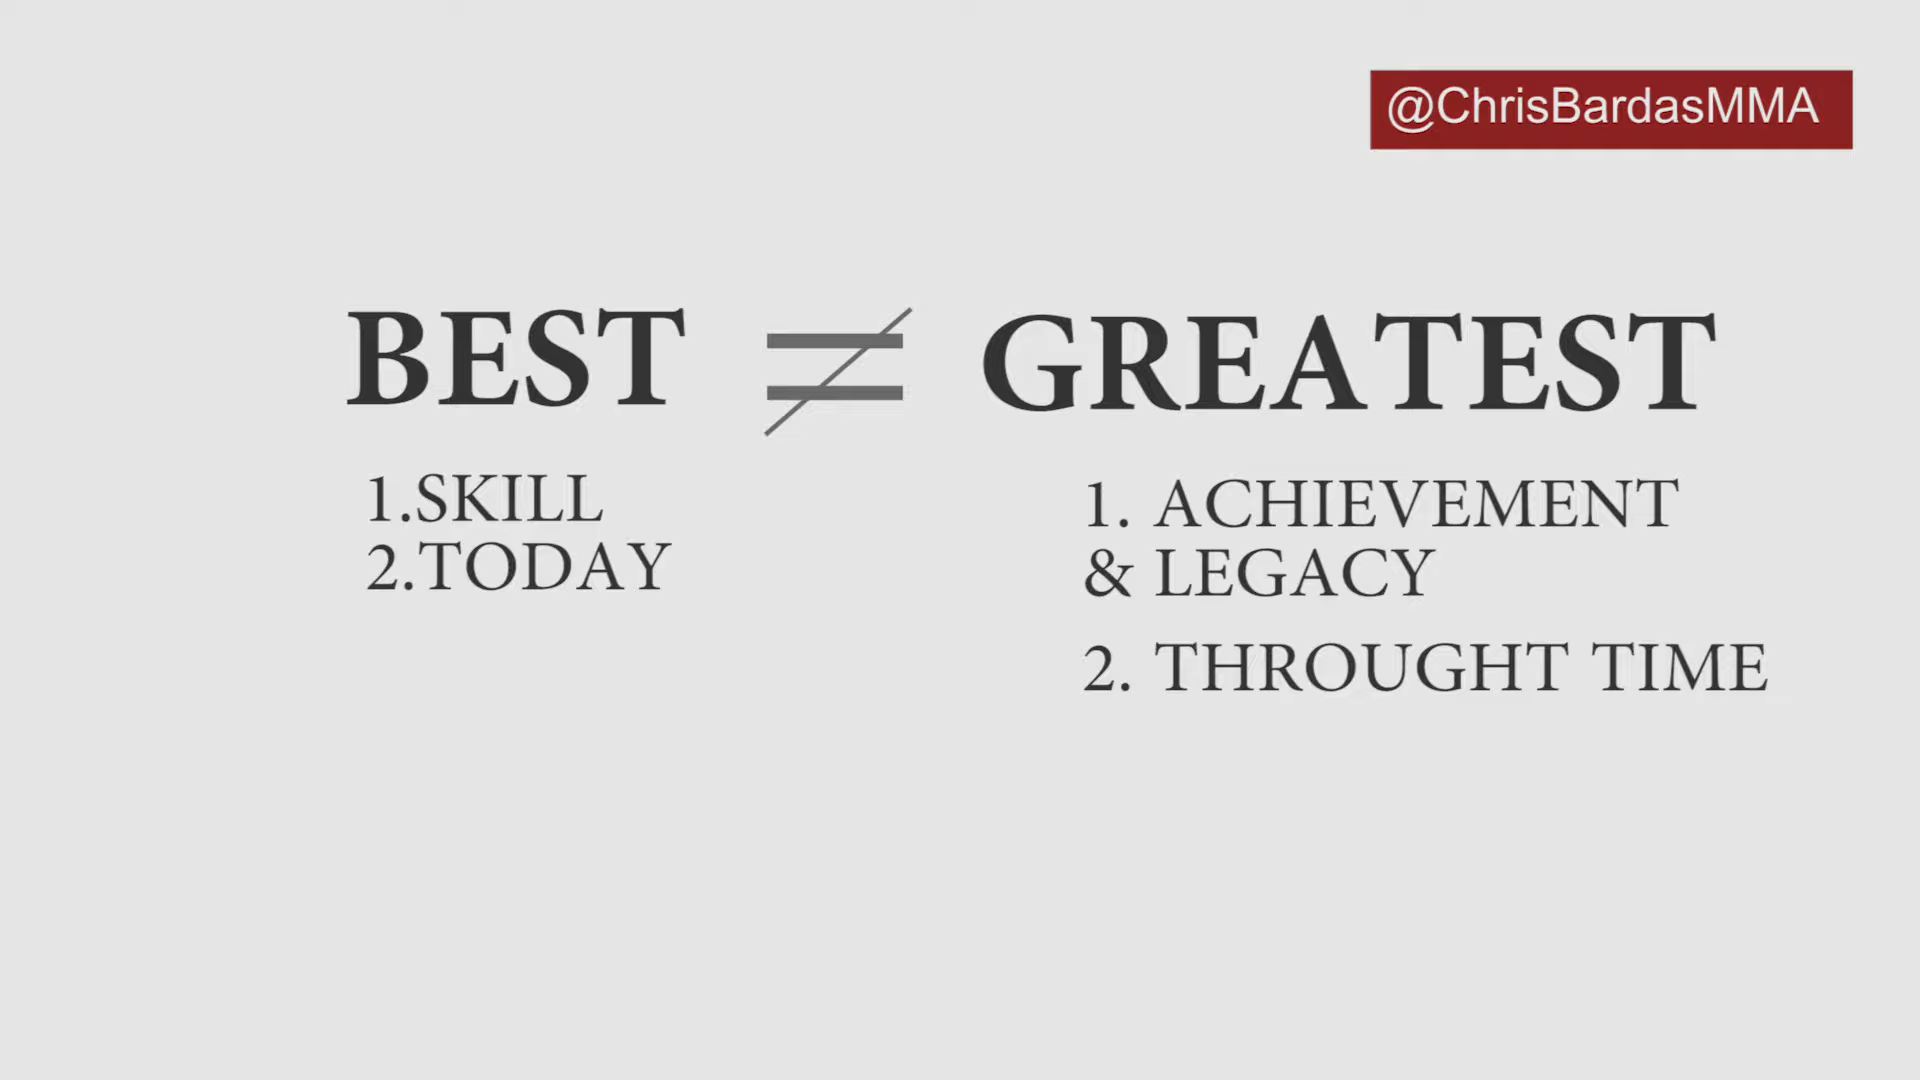 @ChrisBardasMMA
BEST ≠ GREATEST
1.SKILL
2.TODAY
1. ACHIEVEMENT
& LEGACY
2. THROUGHT TIME